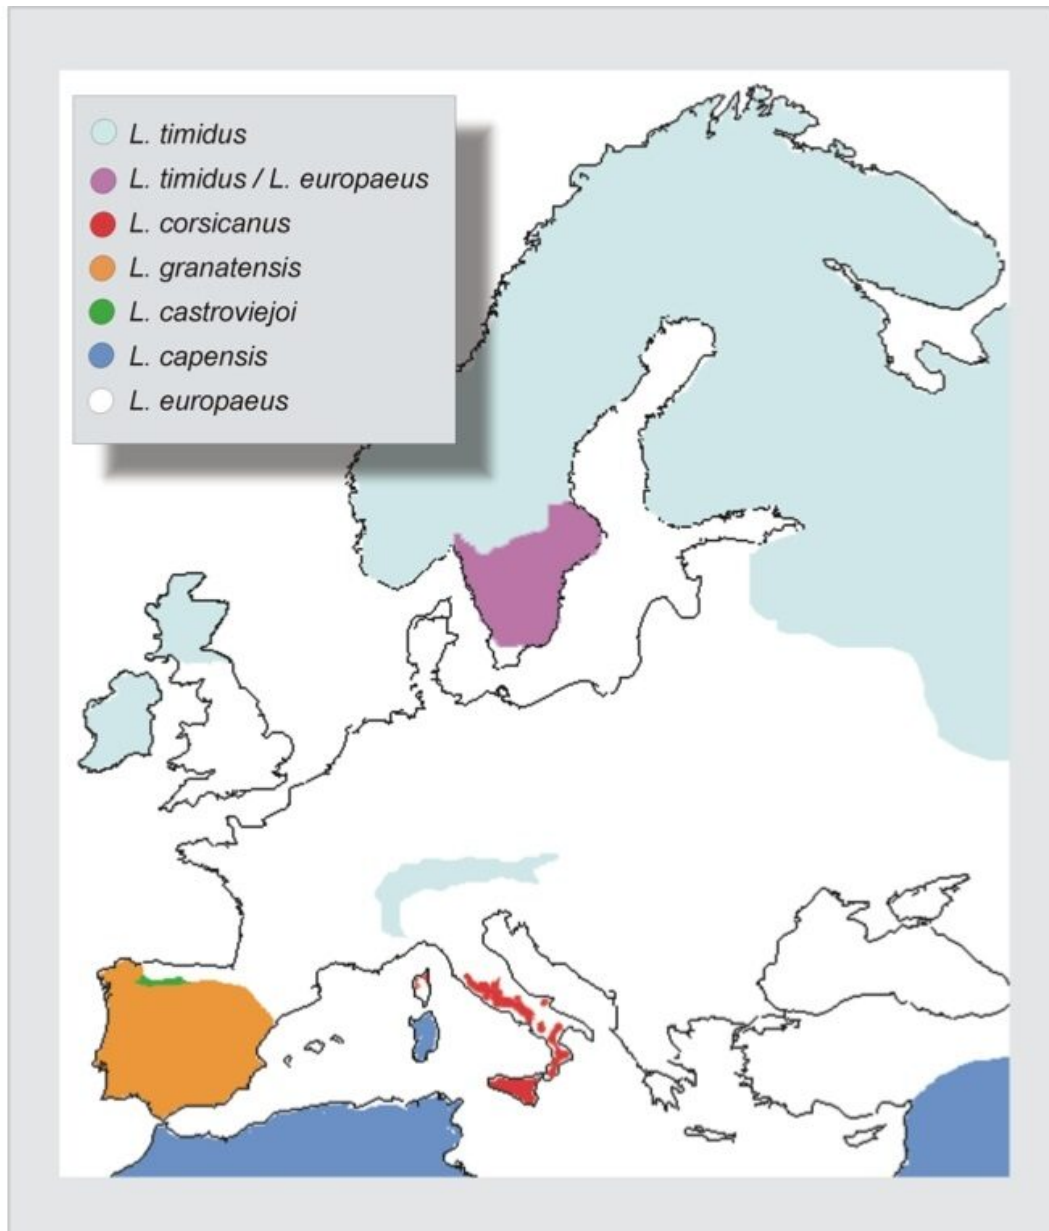 L. timidus
L. timidus / L. europaeus
L. corsicanus
L. granatensis
L. castroviejoi
L. capensis
L. europaeus